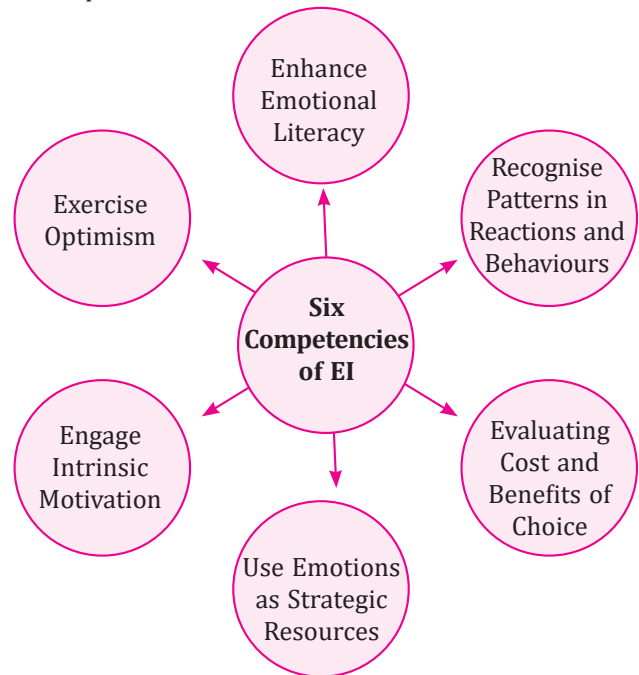 Enhance
Emotional
Literacy
Recognise
Patterns in
Reactions and
Behaviours
Exercise
Optimism
Six
Competencies
of EI
Engage
Intrinsic
Motivation
Evaluating
Cost and
Benefits of
Choice
Use Emotions
as Strategic
Resources